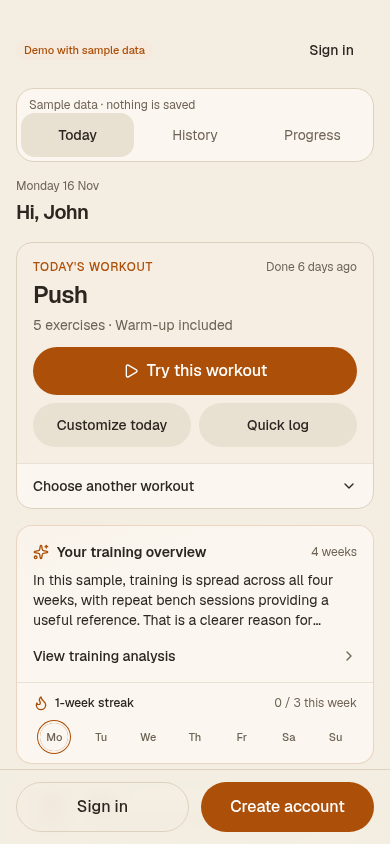 Demo with sample data
Sign in
Sample data · nothing is saved
Today
History
Progress
Monday 16 Nov
Hi, John
TODAY'S WORKOUT
Done 6 days ago
Push
5 exercises · Warm-up included
Try this workout
Customize today
Quick log
Choose another workout
Your training overview
4 weeks
In this sample, training is spread across all four
weeks, with repeat bench sessions providing a
useful reference. That is a clearer reason for…
View training analysis
1-week streak
0 / 3 this week
Mo
Tu
We
Th
Fr
Sa
Su
Sign in
Create account